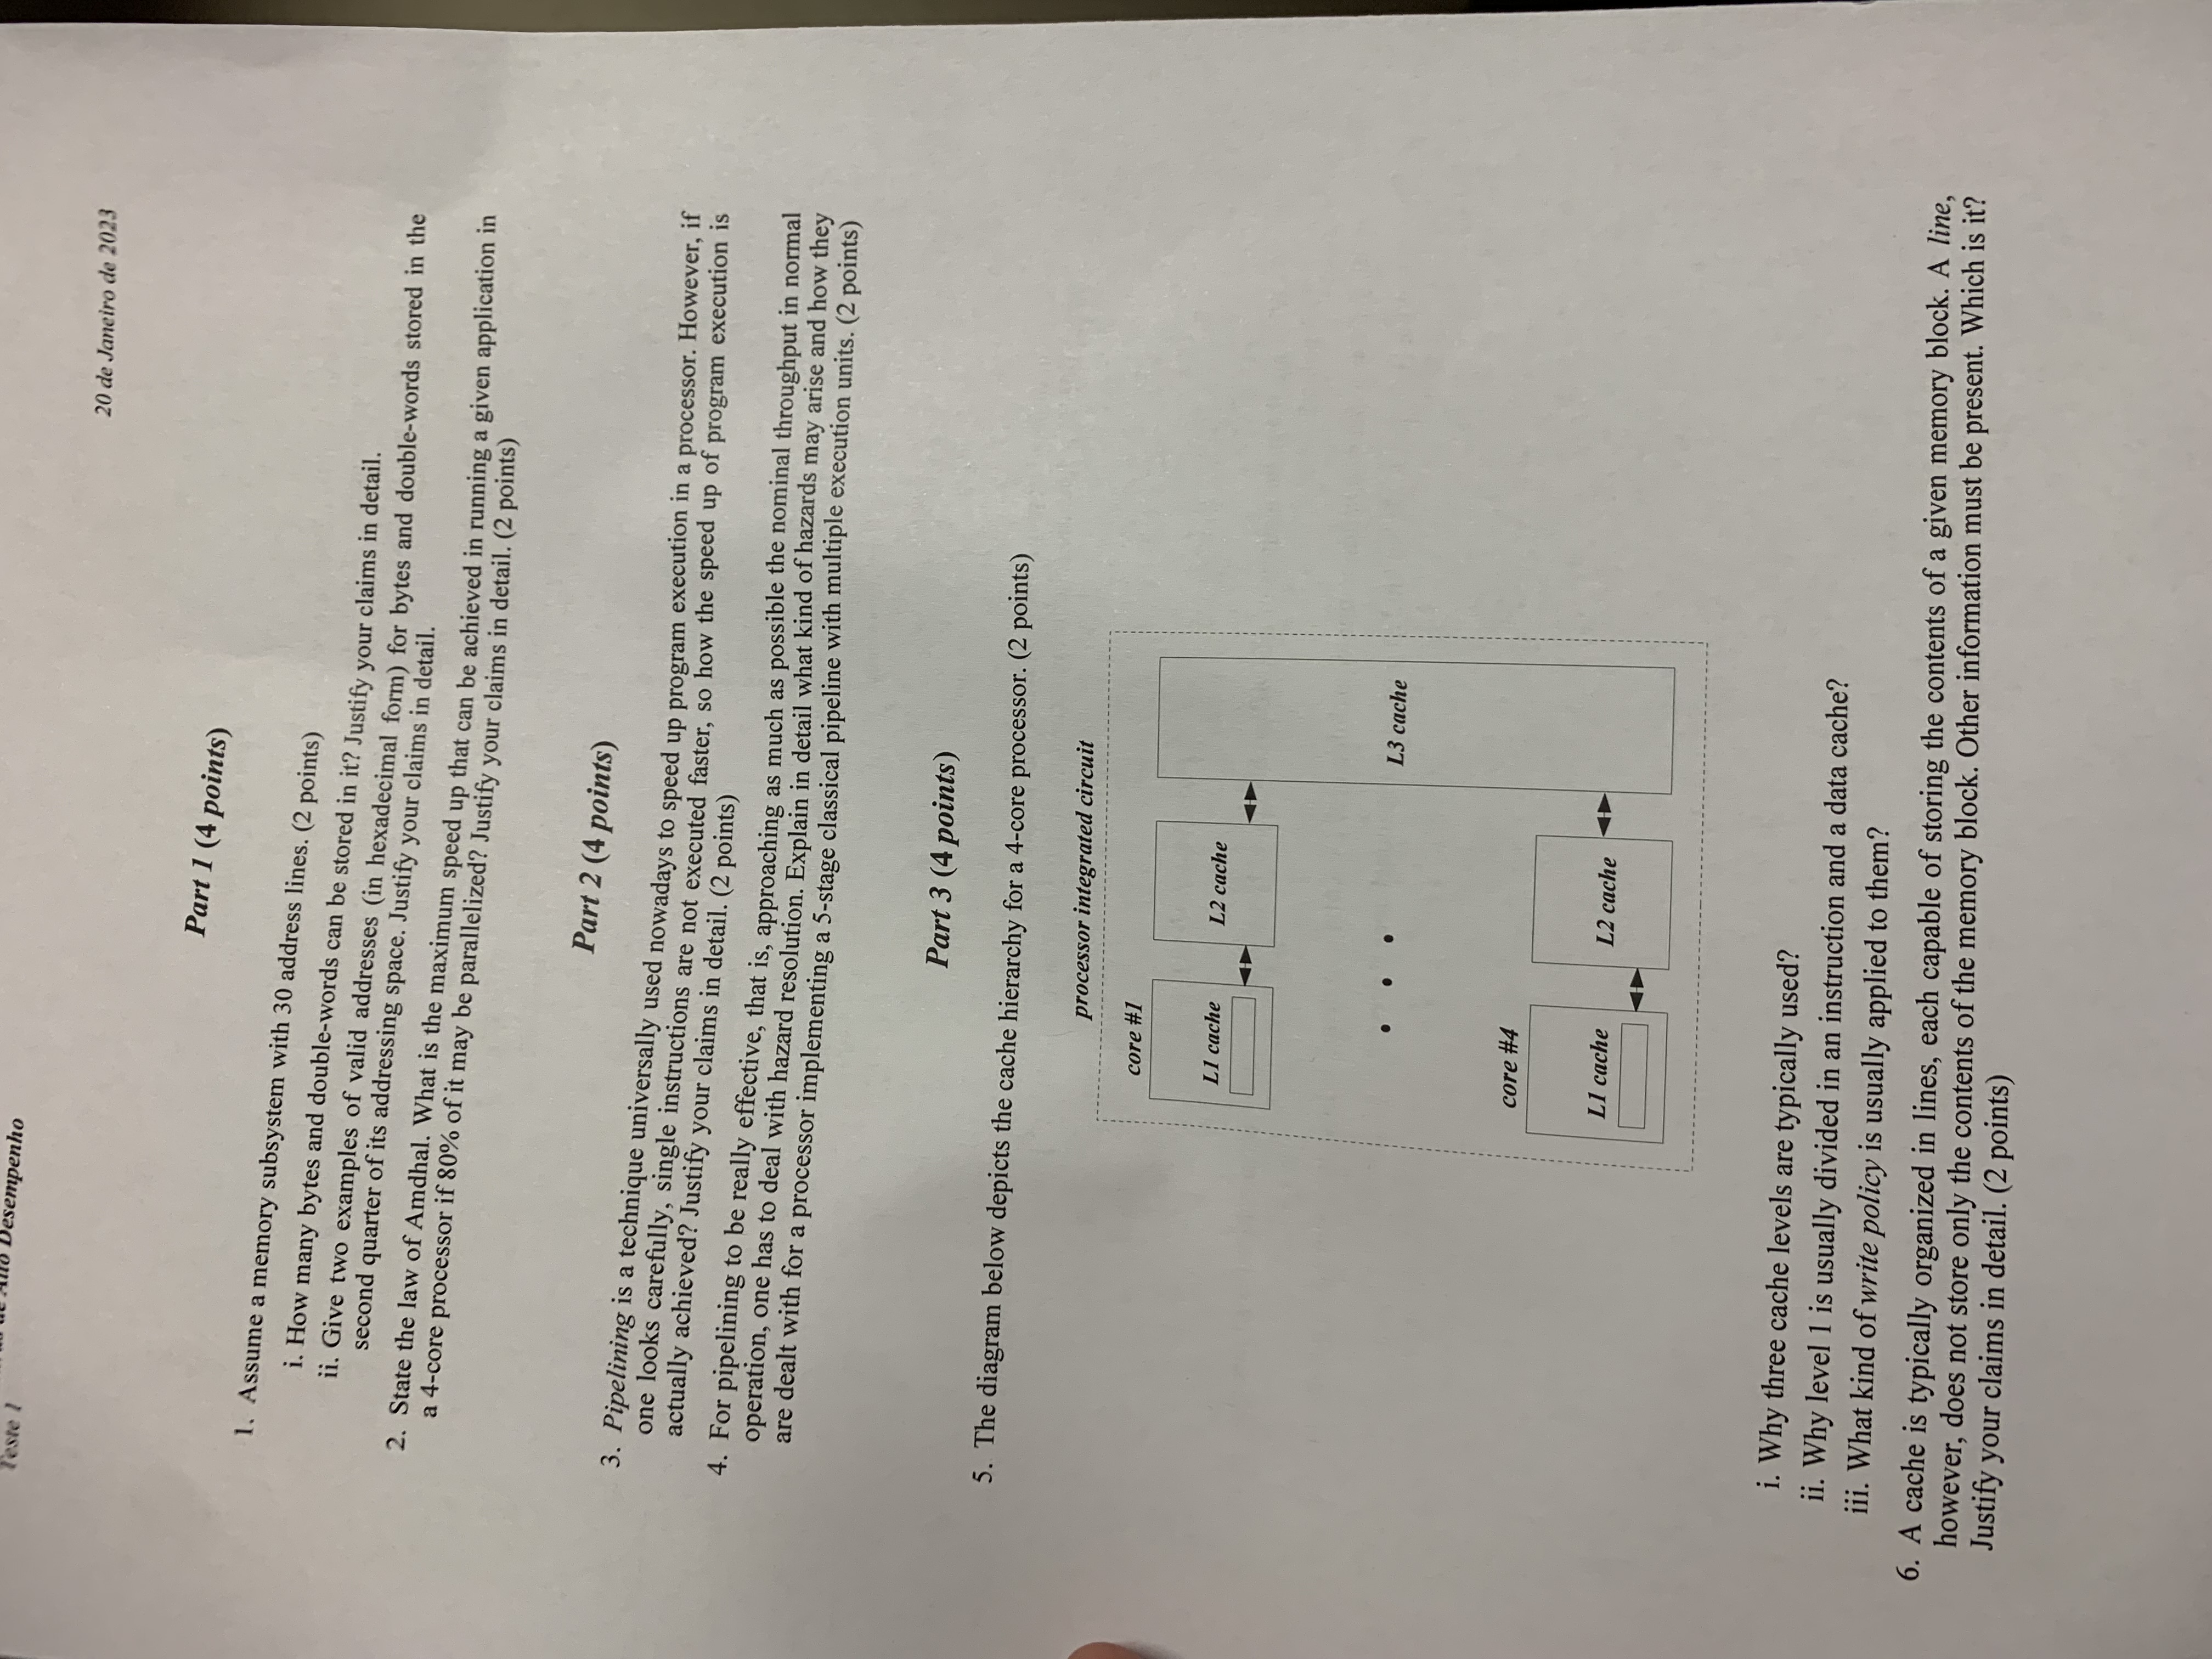 de Alto Desempenho
Teste 1
20 de Janeiro de 2023
Part 1 (4 points)
1. Assume a memory subsystem with 30 address lines. (2 points)
i. How many bytes and double-words can be stored in it? Justify your claims in detail.
ii. Give two examples of valid addresses (in hexadecimal form) for bytes and double-words stored in the
second quarter of its addressing space. Justify your claims in detail.
2. State the law of Amdhal. What is the maximum speed up that can be achieved in running a given application in
a 4-core processor if 80% of it may be parallelized? Justify your claims in detail. (2 points)
Part 2 (4 points)
3. Pipelining is a technique universally used nowadays to speed up program execution in a processor. However, if
one looks carefully, single instructions are not executed faster, so how the speed up of program execution is
actually achieved? Justify your claims in detail. (2 points)
4. For pipelining to be really effective, that is, approaching as much as possible the nominal throughput in normal
operation, one has to deal with hazard resolution. Explain in detail what kind of hazards may arise and how they
are dealt with for a processor implementing a 5-stage classical pipeline with multiple execution units. (2 points)
Part 3 (4 points)
5. The diagram below depicts the cache hierarchy for a 4-core processor. (2 points)
processor integrated circuit
core #1
L1 cache
L2 cache
. . .
L3 cache
core #4
L1 cache
L2 cache
i. Why three cache levels are typically used?
ii. Why level 1 is usually divided in an instruction and a data cache?
iii. What kind of write policy is usually applied to them?
6. A cache is typically organized in lines, each capable of storing the contents of a given memory block. A line,
however, does not store only the contents of the memory block. Other information must be present. Which is it?
Justify your claims in detail. (2 points)